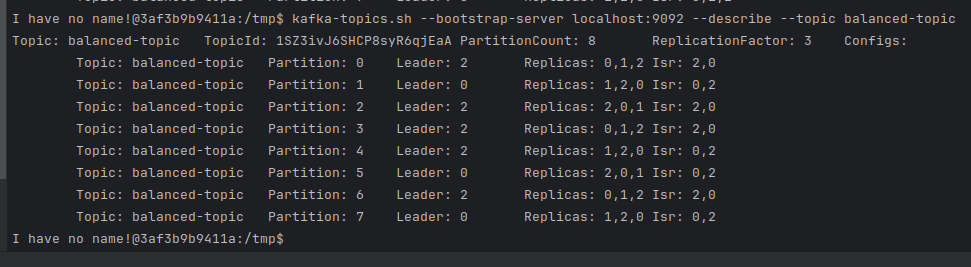 I have no name!@3af3b9b9411a:/tmp$ kafka-topics.sh --bootstrap-server localhost:9092 --describe --topic balanced-topic
Topic: balanced-topic TopicId: 1SZ3ivJ6SHCP8syR6qjEaA PartitionCount: 8 ReplicationFactor: 3 Configs:
Topic: balanced-topic Partition: 0 Leader: 2 Replicas: 0,1,2 Isr: 2,0
Topic: balanced-topic Partition: 1 Leader: 0 Replicas: 1,2,0 Isr: 0,2
Topic: balanced-topic Partition: 2 Leader: 2 Replicas: 2,0,1 Isr: 2,0
Topic: balanced-topic Partition: 3 Leader: 2 Replicas: 0,1,2 Isr: 2,0
Topic: balanced-topic Partition: 4 Leader: 2 Replicas: 1,2,0 Isr: 0,2
Topic: balanced-topic Partition: 5 Leader: 0 Replicas: 2,0,1 Isr: 0,2
Topic: balanced-topic Partition: 6 Leader: 2 Replicas: 0,1,2 Isr: 2,0
Topic: balanced-topic Partition: 7 Leader: 0 Replicas: 1,2,0 Isr: 0,2
I have no name!@3af3b9b9411a:/tmp$